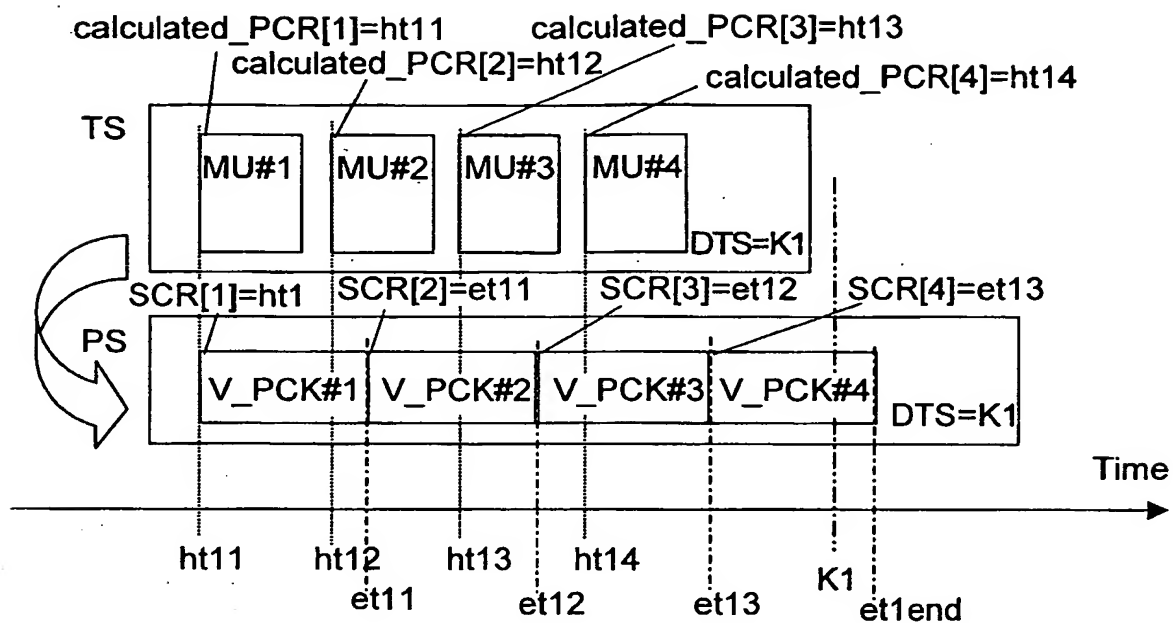 calculated_PCR[1]=ht11
calculated_PCR[3]=ht13
calculated_PCR[2]=ht12
calculated_PCR[4]=ht14
TS
MU#1
MU#2
MU#3
MU#4
DTS=K1
SCR[1]=ht1
SCR[2]=et11
SCR[3]=et12
SCR[4]=et13
PS
V_PCK#1
V_PCK#2
V_PCK#3
V_PCK#4
DTS=K1
Time
ht11
ht12
ht13
ht14
K1
et11
et12
et13
et1end